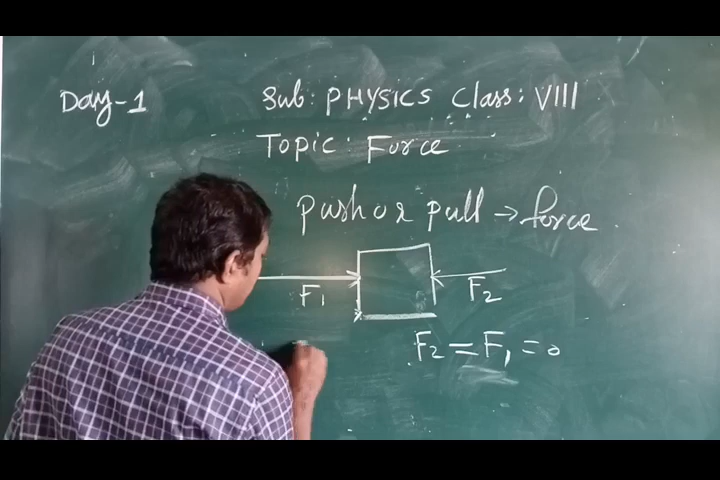 Day-1
Sub: PHYSICS Class: VIII
Topic: Force
push or pull → force
F₁
F₂
F₂ = F₁ = 0